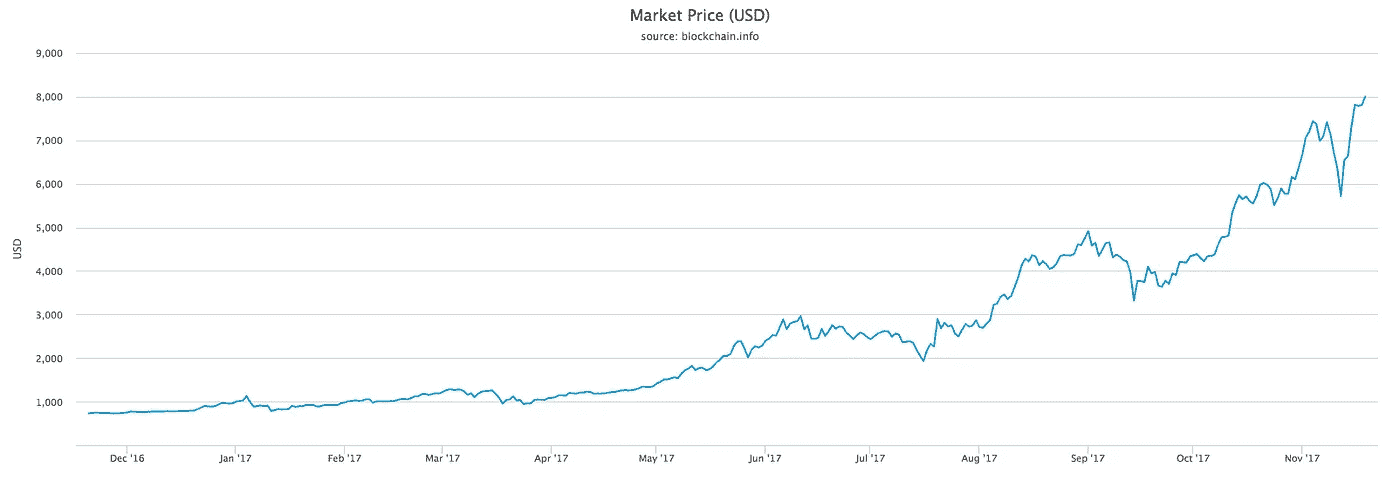 Market Price (USD)
source: blockchain.info
9,000
8,000
7,000
6,000
5,000
4,000
3,000
2,000
1,000
USD
Dec '16 Jan '17 Feb '17 Mar '17 Apr '17 May '17 Jun '17 Jul '17 Aug '17 Sep '17 Oct '17 Nov '17